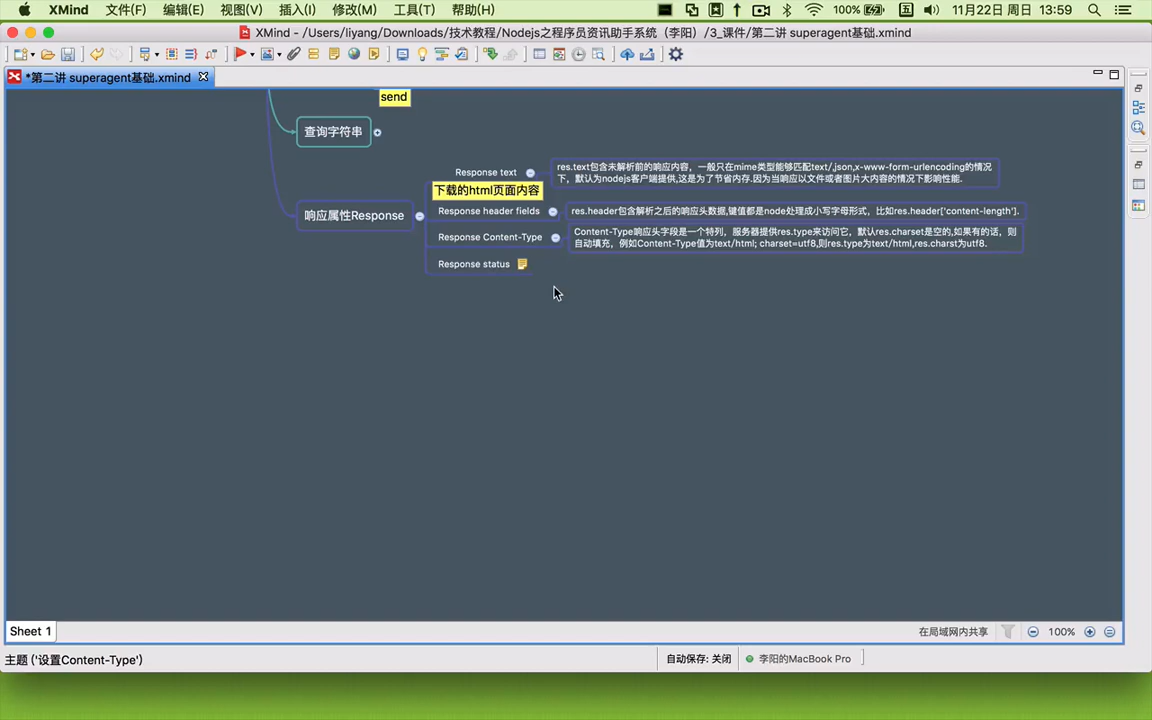 XMind 文件(F) 编辑(E) 视图(V) 插入(I) 修改(M) 工具(T) 帮助(H) 100% 五 11月22日 周日 13:59
XMind - /Users/liyang/Downloads/技术教程/Nodejs之程序员资讯助手系统（李阳）/3_课件/第二讲 superagent基础.xmind
*第二讲 superagent基础.xmind
send
查询字符串
Response text
res.text包含未解析前的响应内容，一般只在mime类型能够匹配text/,json,x-www-form-urlencoding的情况
下，默认为nodejs客户端提供,这是为了节省内存.因为当响应以文件或者图片大内容的情况下影响性能.
下载的html页面内容
响应属性Response
Response header fields
res.header包含解析之后的响应头数据,键值都是node处理成小写字母形式，比如res.header['content-length'].
Response Content-Type
Content-Type响应头字段是一个特列，服务器提供res.type来访问它，默认res.charset是空的,如果有的话，则
自动填充，例如Content-Type值为text/html; charset=utf8,则res.type为text/html,res.charst为utf8.
Response status
Sheet 1
在局域网内共享
100%
主题 ('设置Content-Type')
自动保存: 关闭
李阳的MacBook Pro